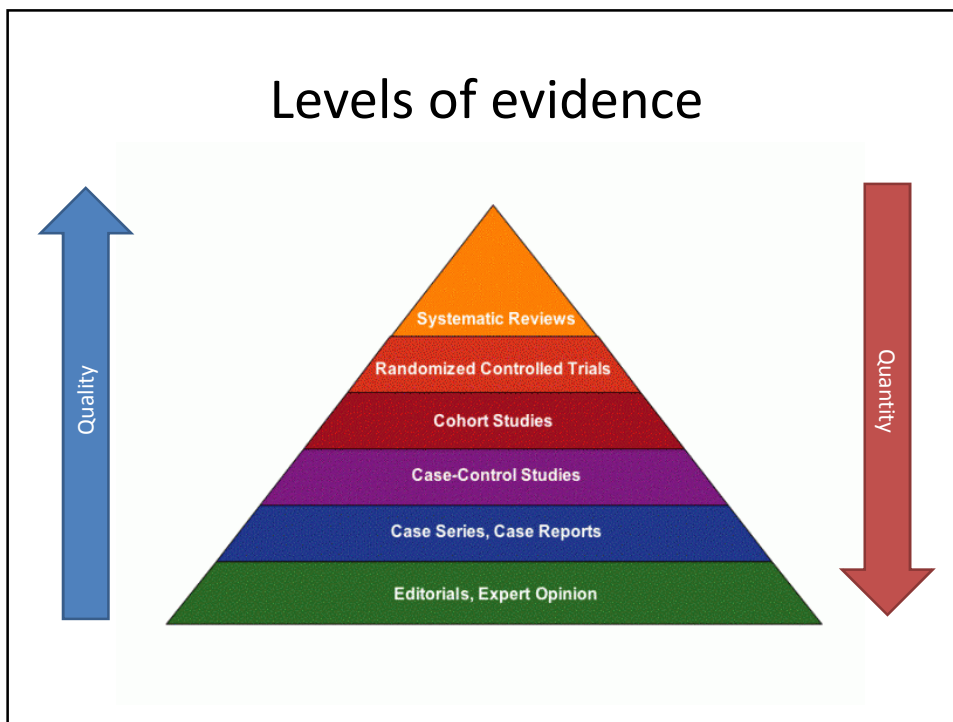 Levels of evidence
Quality
Systematic Reviews
Randomized Controlled Trials
Cohort Studies
Case-Control Studies
Case Series, Case Reports
Editorials, Expert Opinion
Quantity